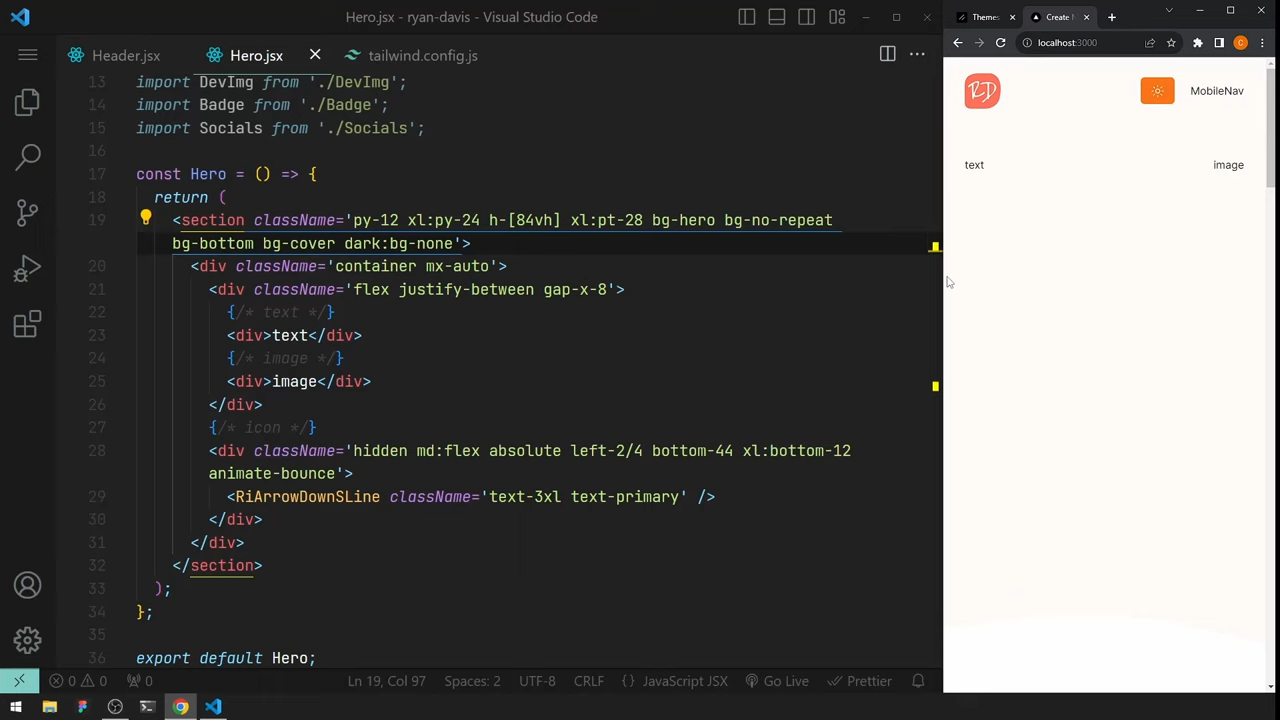 Hero.jsx - ryan-davis - Visual Studio Code
Header.jsx
Hero.jsx
tailwind.config.js
13 import DevImg from './DevImg';
14 import Badge from './Badge';
15 import Socials from './Socials';
16
17 const Hero = () => {
18 return (
19 <section className='py-12 xl:py-24 h-[84vh] xl:pt-28 bg-hero bg-no-repeat
bg-bottom bg-cover dark:bg-none'>
20 <div className='container mx-auto'>
21 <div className='flex justify-between gap-x-8'>
22 {/* text */}
23 <div>text</div>
24 {/* image */}
25 <div>image</div>
26 </div>
27 {/* icon */}
28 <div className='hidden md:flex absolute left-2/4 bottom-44 xl:bottom-12
animate-bounce'>
29 <RiArrowDownSLine className='text-3xl text-primary' />
30 </div>
31 </div>
32 </section>
33 );
34 };
35
36 export default Hero;
0 0 0 Ln 19, Col 97 Spaces: 2 UTF-8 CRLF {} JavaScript JSX Go Live Prettier
Themes
Create
localhost:3000
C
RD
MobileNav
text
image